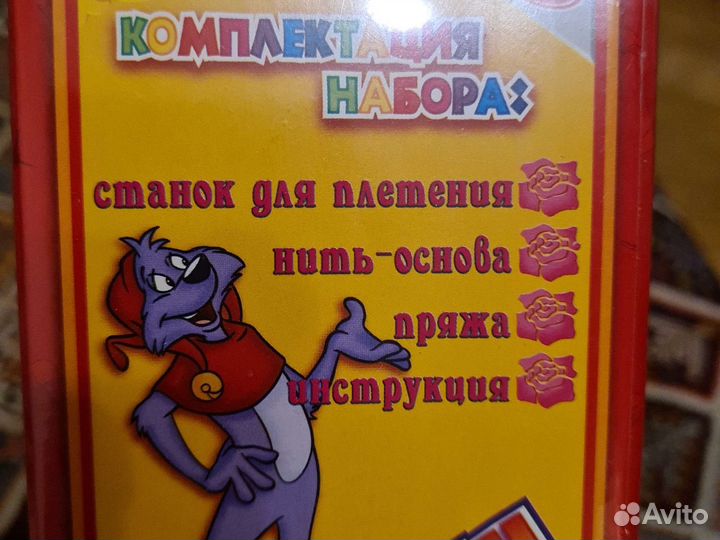 КОМПЛЕКТАЦИЯ
НАБОРА:
станок для плетения
нить-основа
пряжа
инструкция
Avito